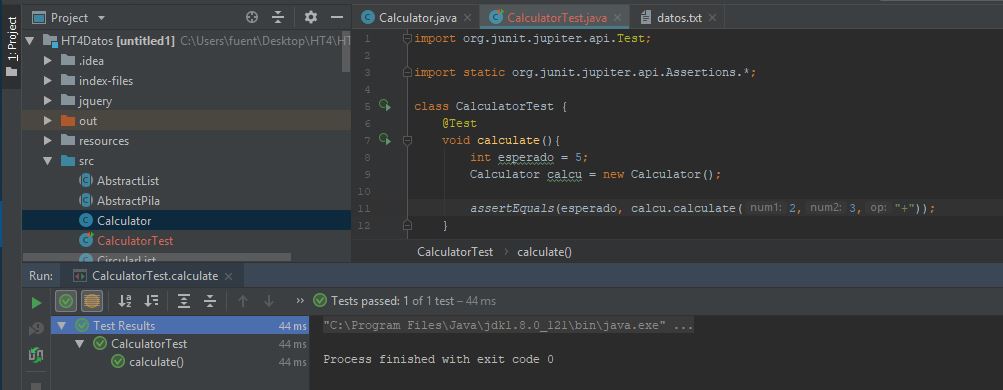 1: Project
Project
HT4Datos [untitled1] C:\Users\fuent\Desktop\HT4\HT
.idea
index-files
jquery
out
resources
src
AbstractList
AbstractPila
Calculator
CalculatorTest
CircularList
Calculator.java
CalculatorTest.java
datos.txt
1 import org.junit.jupiter.api.Test;
2
3 import static org.junit.jupiter.api.Assertions.*;
4
5 class CalculatorTest {
6 @Test
7 void calculate(){
8 int esperado = 5;
9 Calculator calcu = new Calculator();
10
11 assertEquals(esperado, calcu.calculate( num1: 2, num2: 3, op: "+"));
12 }
CalculatorTest › calculate()
Run: CalculatorTest.calculate
» Tests passed: 1 of 1 test – 44 ms
Test Results 44 ms
CalculatorTest 44 ms
calculate() 44 ms
"C:\Program Files\Java\jdk1.8.0_121\bin\java.exe" ...
Process finished with exit code 0